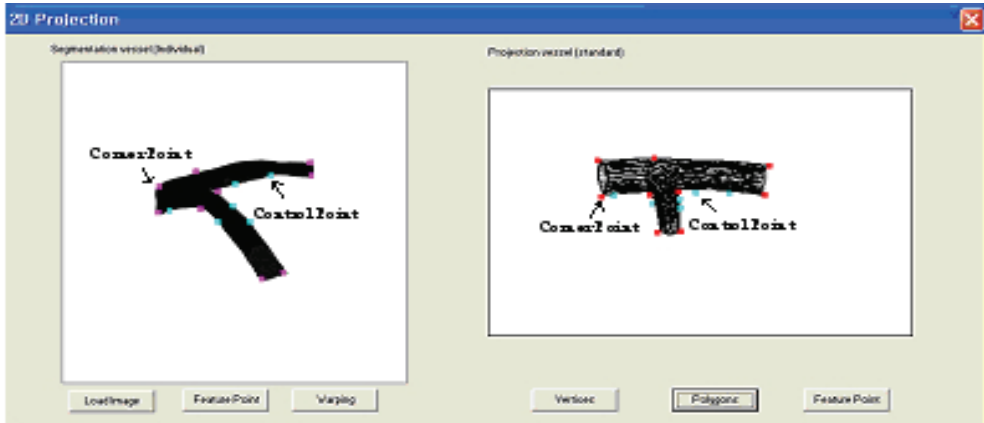 2D Projection
Segmentation vessel(Individual)
CornerPoint
ControlPoint
LoadImage
Feature Point
Warping
Projection vessel (standard)
CornerPoint
ControlPoint
Vertices
Polygons
Feature Point